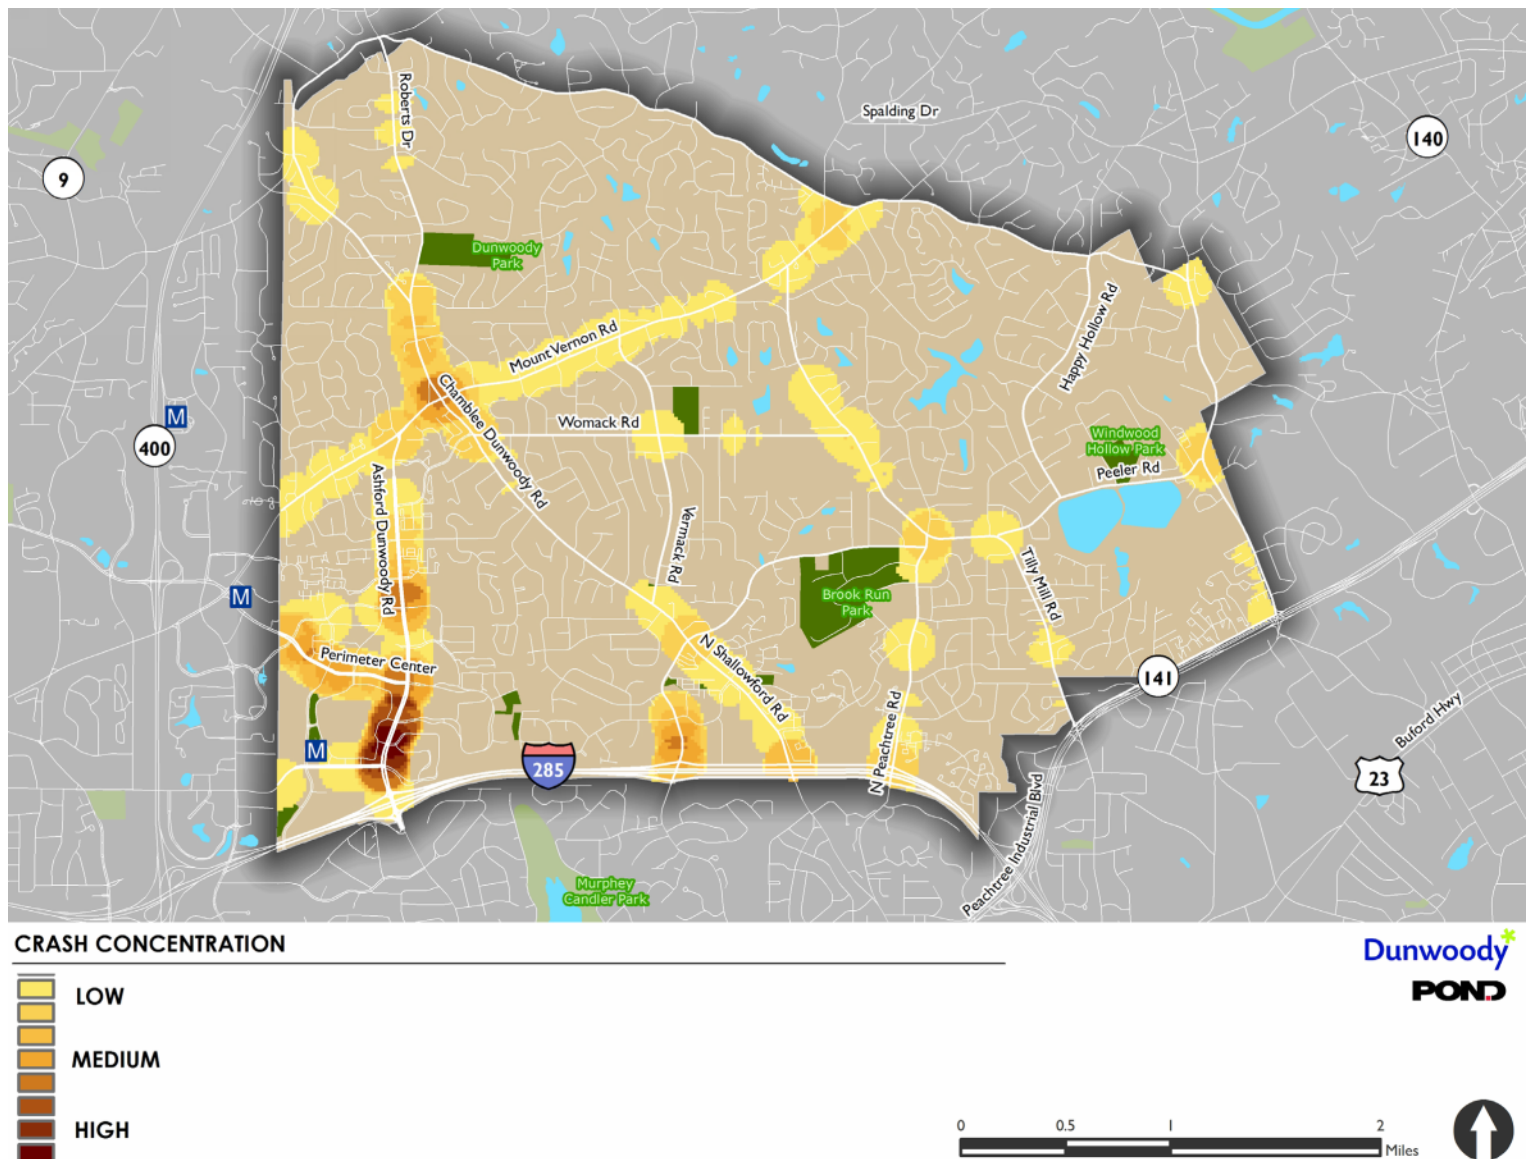 Roberts Dr
Spalding Dr
140
9
Dunwoody
Park
Happy Hollow Rd
Mount Vernon Rd
Chamblee Dunwoody Rd
M
Womack Rd
400
Windwood
Hollow Park
Peeler Rd
Ashford Dunwoody Rd
Vermack Rd
M
Brook Run
Park
Tilly Mill Rd
Perimeter Center
N Shallowford Rd
141
N Peachtree Rd
Buford Hwy
M
285
23
Peachtree Industrial Blvd
Murphey
Candler Park
CRASH CONCENTRATION
Dunwoody*
POND
LOW
MEDIUM
HIGH
0 0.5 1 2
Miles